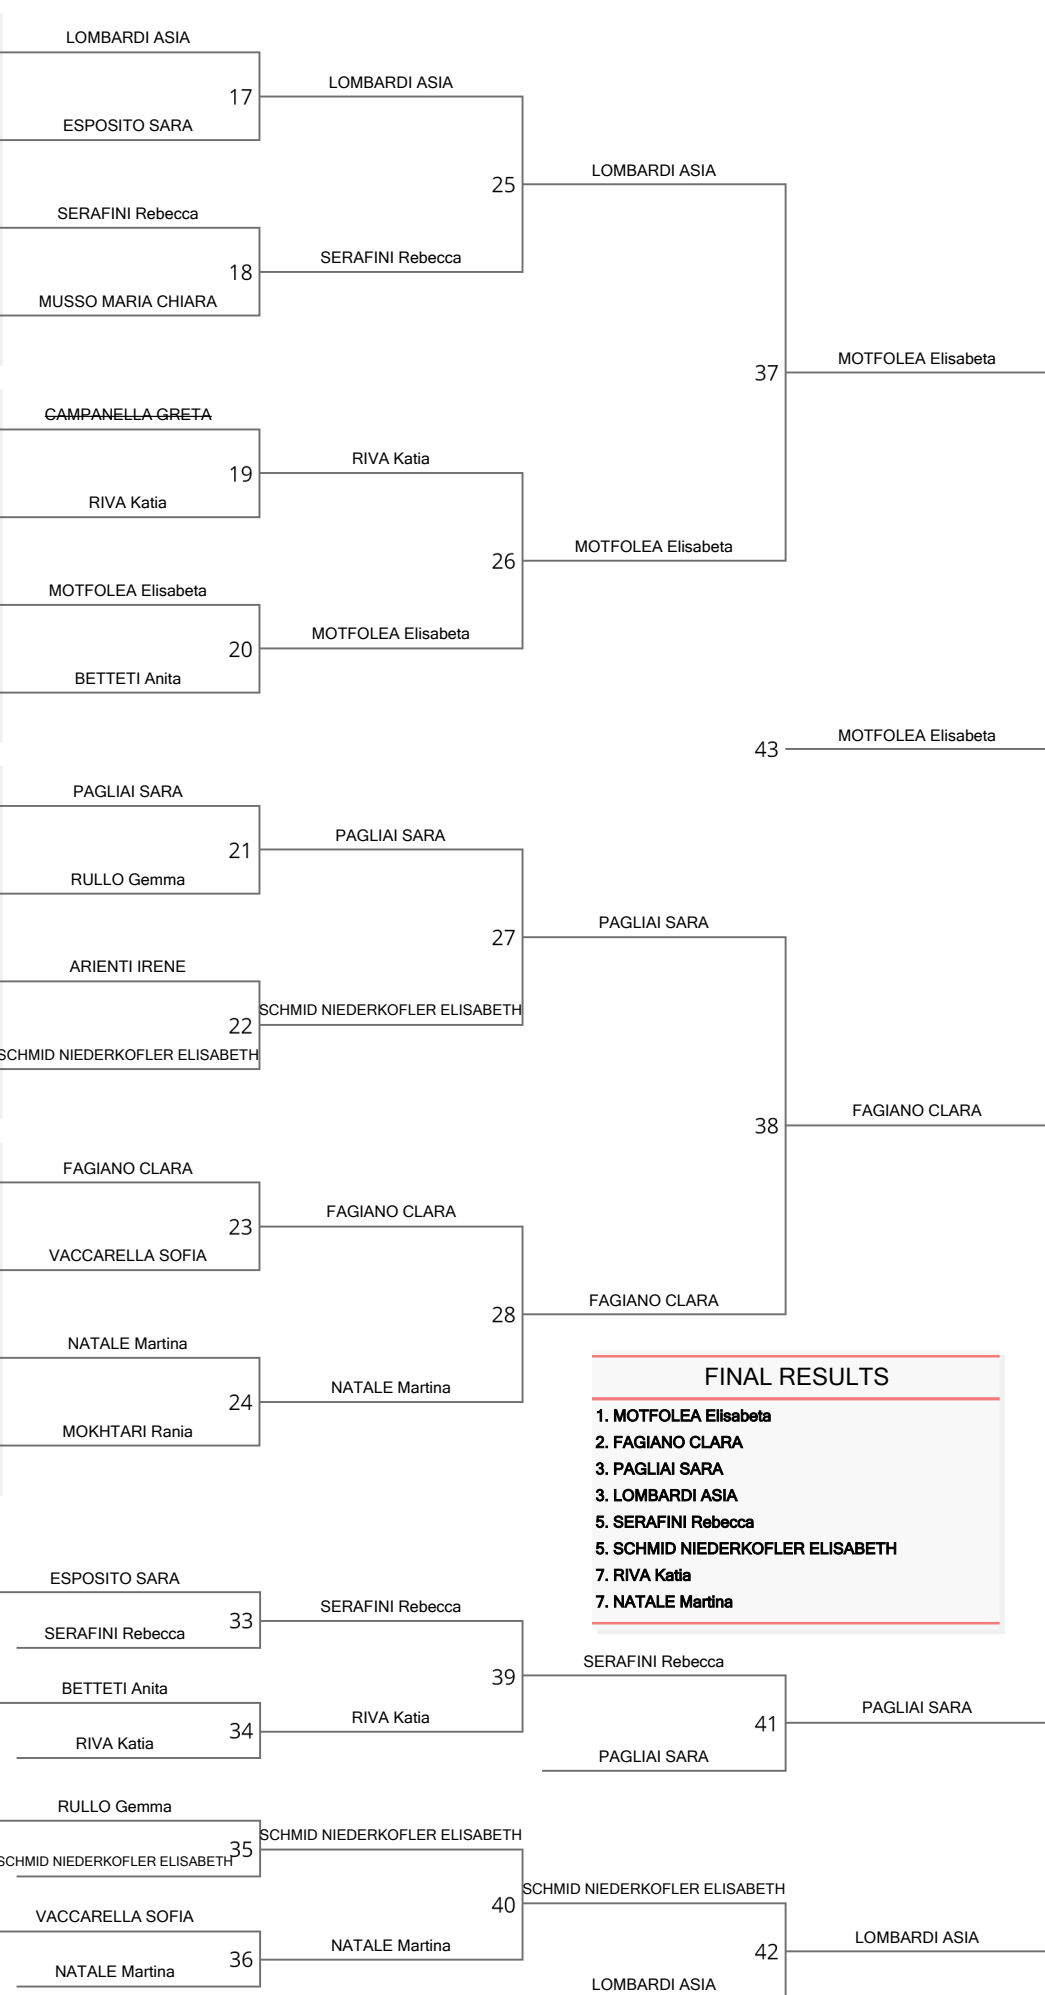 LOMBARDI ASIA
17
LOMBARDI ASIA
ESPOSITO SARA
25
LOMBARDI ASIA
SERAFINI Rebecca
18
SERAFINI Rebecca
MUSSO MARIA CHIARA
37
MOTFOLEA Elisabeta
CAMPANELLA GRETA
19
RIVA Katia
RIVA Katia
26
MOTFOLEA Elisabeta
MOTFOLEA Elisabeta
20
MOTFOLEA Elisabeta
BETTETI Anita
43
MOTFOLEA Elisabeta
PAGLIAI SARA
21
PAGLIAI SARA
RULLO Gemma
27
PAGLIAI SARA
ARIENTI IRENE
22
SCHMID NIEDERKOFLER ELISABETH
SCHMID NIEDERKOFLER ELISABETH
38
FAGIANO CLARA
FAGIANO CLARA
23
FAGIANO CLARA
VACCARELLA SOFIA
28
FAGIANO CLARA
NATALE Martina
24
NATALE Martina
MOKHTARI Rania
FINAL RESULTS
1. MOTFOLEA Elisabeta
2. FAGIANO CLARA
3. PAGLIAI SARA
3. LOMBARDI ASIA
5. SERAFINI Rebecca
5. SCHMID NIEDERKOFLER ELISABETH
7. RIVA Katia
7. NATALE Martina
ESPOSITO SARA
33
SERAFINI Rebecca
SERAFINI Rebecca
39
SERAFINI Rebecca
BETTETI Anita
34
RIVA Katia
RIVA Katia
41
PAGLIAI SARA
PAGLIAI SARA
RULLO Gemma
35
SCHMID NIEDERKOFLER ELISABETH
SCHMID NIEDERKOFLER ELISABETH
40
SCHMID NIEDERKOFLER ELISABETH
VACCARELLA SOFIA
36
NATALE Martina
NATALE Martina
42
LOMBARDI ASIA
LOMBARDI ASIA